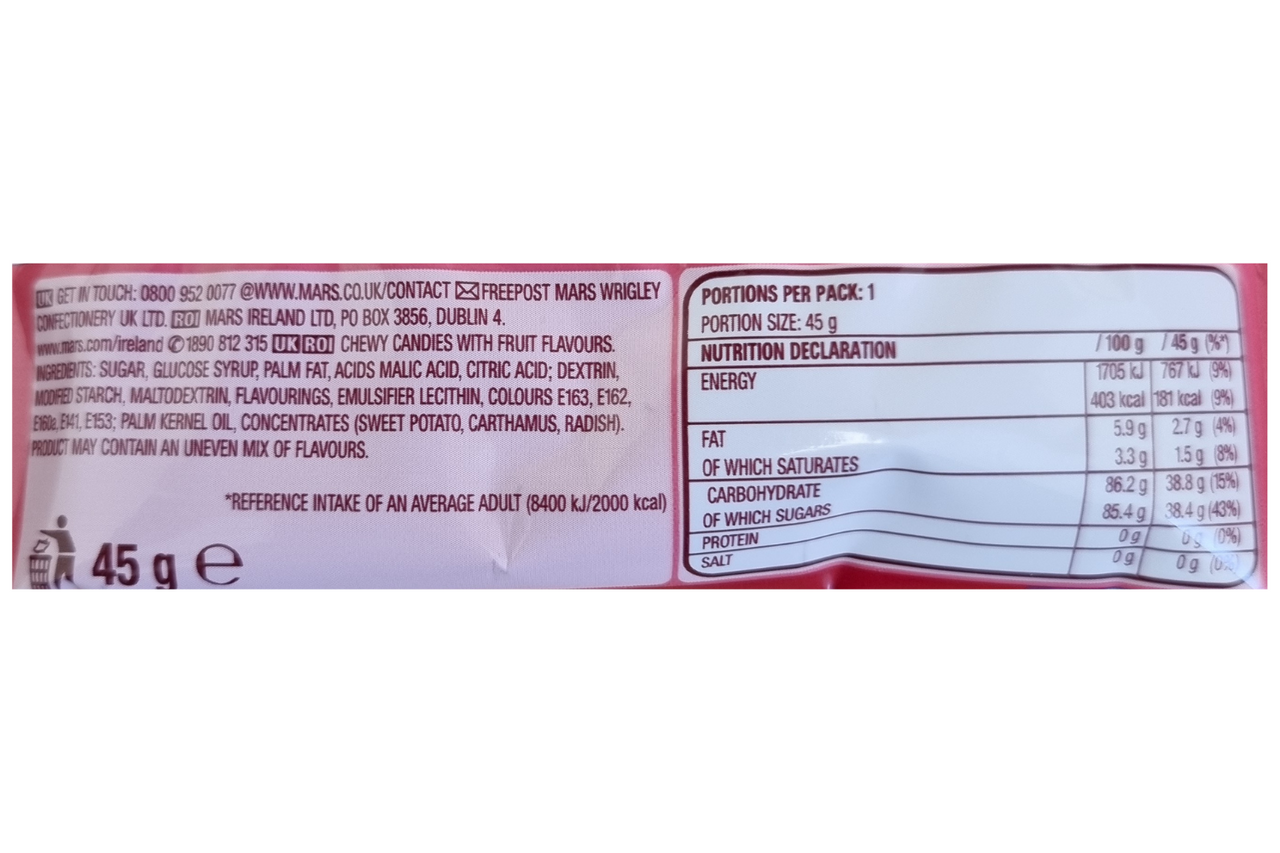 UK GET IN TOUCH: 0800 952 0077 @WWW.MARS.CO.UK/CONTACT FREEPOST MARS WRIGLEY
CONFECTIONERY UK LTD. ROI MARS IRELAND LTD, PO BOX 3856, DUBLIN 4.
www.mars.com/ireland 1890 812 315 UK ROI CHEWY CANDIES WITH FRUIT FLAVOURS.
INGREDIENTS: SUGAR, GLUCOSE SYRUP, PALM FAT, ACIDS MALIC ACID, CITRIC ACID; DEXTRIN,
MODIFIED STARCH, MALTODEXTRIN, FLAVOURINGS, EMULSIFIER LECITHIN, COLOURS E163, E162,
E160a, E141, E153; PALM KERNEL OIL, CONCENTRATES (SWEET POTATO, CARTHAMUS, RADISH).
PRODUCT MAY CONTAIN AN UNEVEN MIX OF FLAVOURS.
*REFERENCE INTAKE OF AN AVERAGE ADULT (8400 kJ/2000 kcal)
45 g e
PORTIONS PER PACK: 1
PORTION SIZE: 45 g
NUTRITION DECLARATION / 100 g / 45 g (%*)
ENERGY 1705 kJ 767 kJ (9%)
403 kcal 181 kcal (9%)
FAT 5.9 g 2.7 g (4%)
OF WHICH SATURATES 3.3 g 1.5 g (8%)
CARBOHYDRATE 86.2 g 38.8 g (15%)
OF WHICH SUGARS 85.4 g 38.4 g (43%)
PROTEIN 0 g 0 g (0%)
SALT 0 g 0 g (0%)